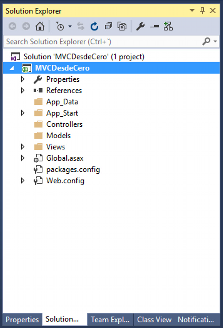 Solution Explorer
Search Solution Explorer (Ctrl+')
Solution 'MVCDesdeCero' (1 project)
MVCDesdeCero
Properties
References
App_Data
App_Start
Controllers
Models
Views
Global.asax
packages.config
Web.config
Properties Solution... Team Expl... Class View Notificati...